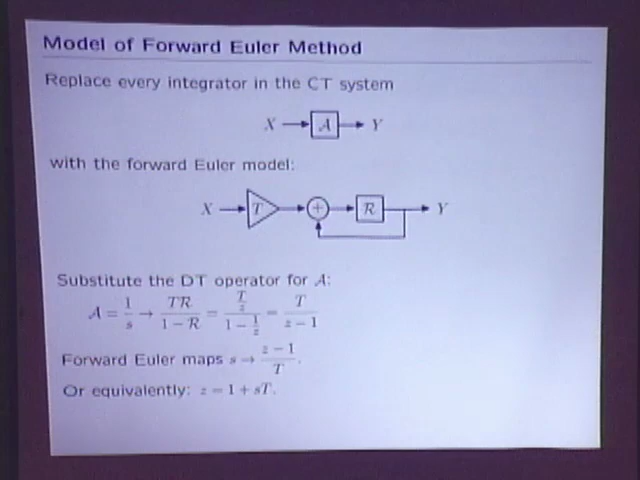 Model of Forward Euler Method
Replace every integrator in the CT system
X → A → Y
with the forward Euler model:
X → T → + → R → Y
Substitute the DT operator for A:
A = 1/s → TR/(1 − R) = (T/z)/(1 − 1/z) = T/(z − 1)
Forward Euler maps s → (z − 1)/T.
Or equivalently: z = 1 + sT.